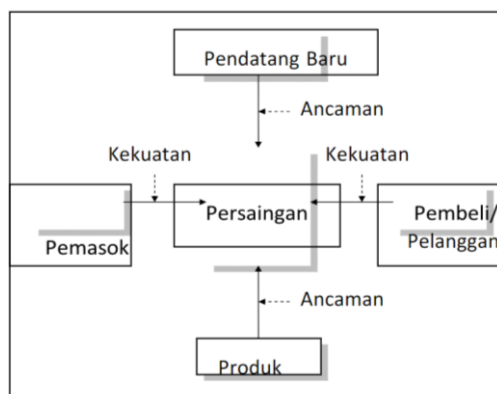 Pendatang Baru
Ancaman
Kekuatan
Kekuatan
Pemasok
Persaingan
Pembeli/
Pelanggan
Ancaman
Produk